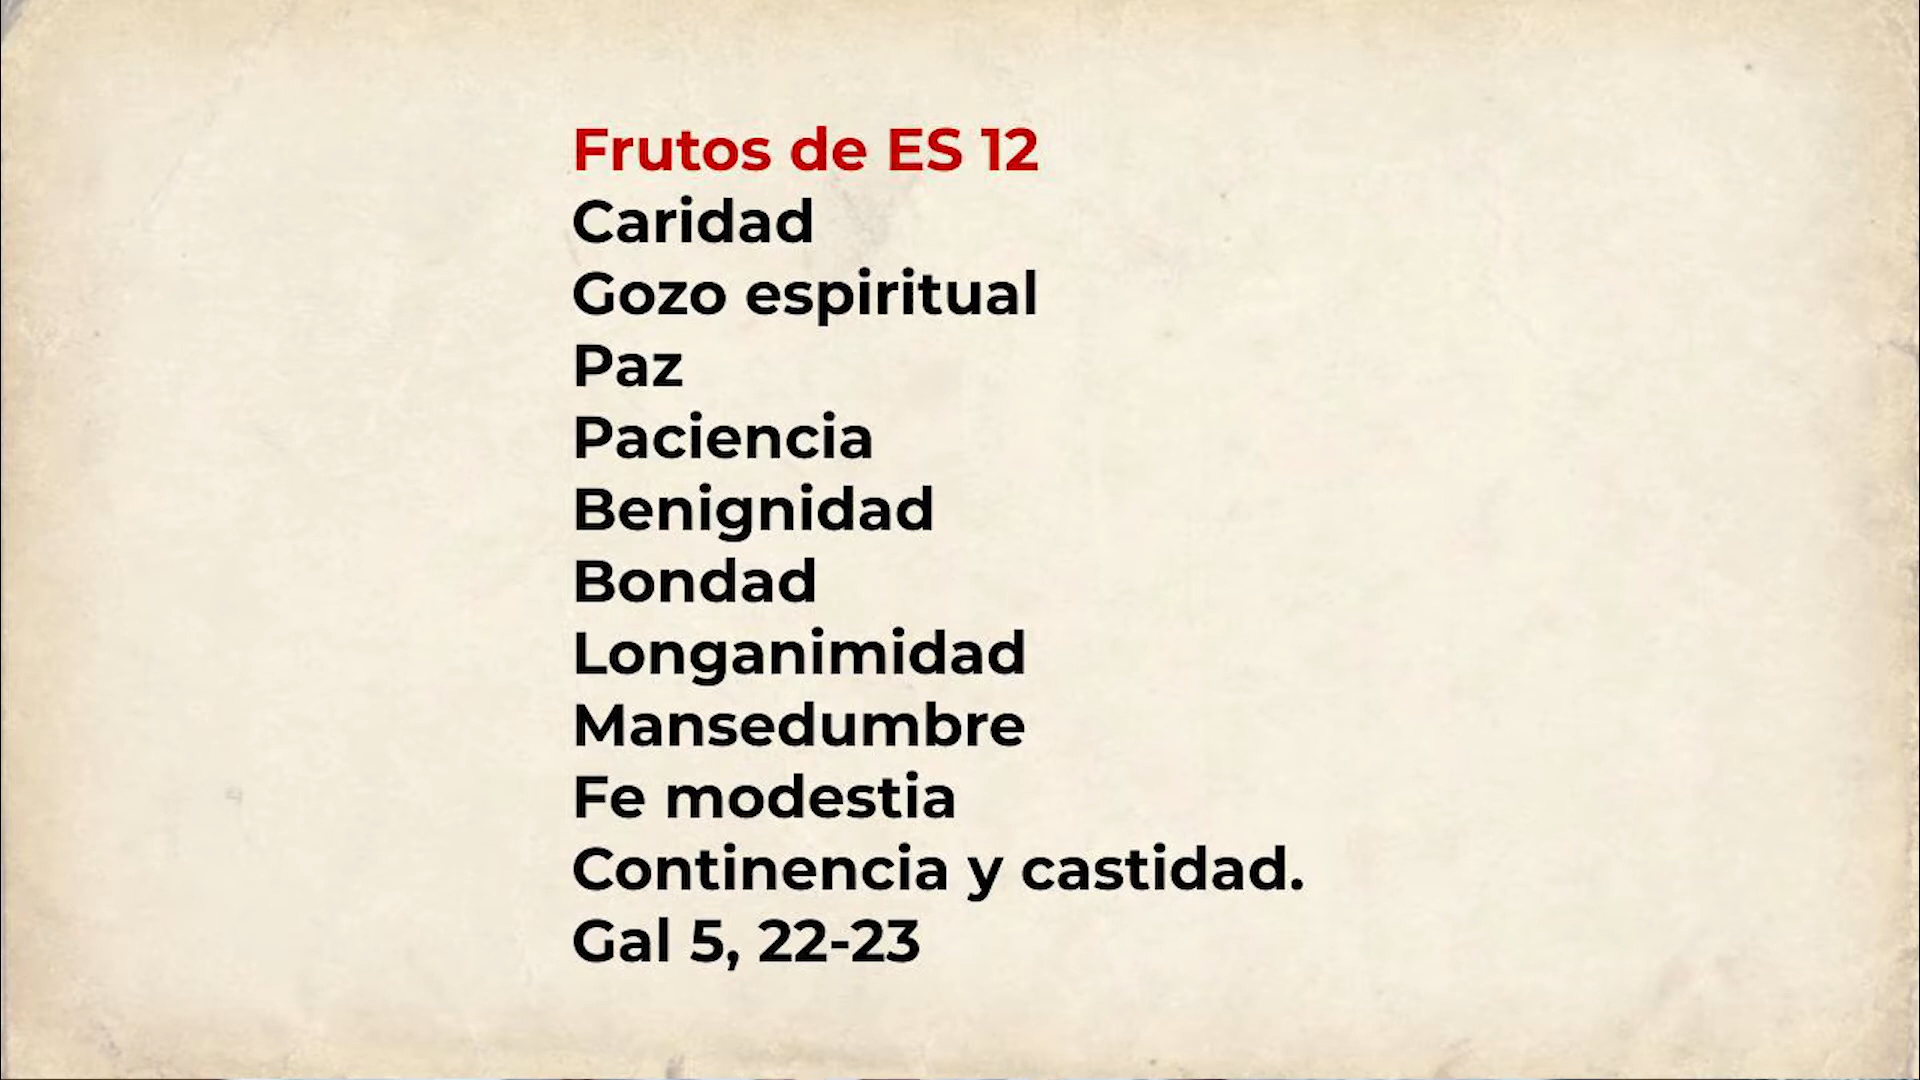 Frutos de ES 12
Caridad
Gozo espiritual
Paz
Paciencia
Benignidad
Bondad
Longanimidad
Mansedumbre
Fe modestia
Continencia y castidad.
Gal 5, 22-23